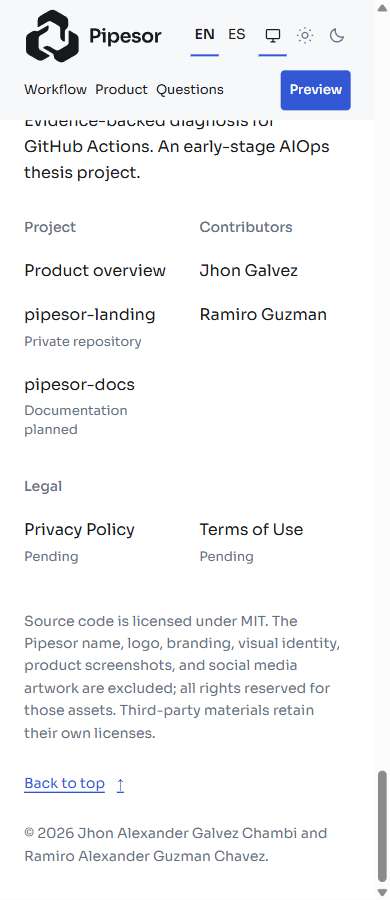 Pipesor
EN ES
Workflow Product Questions
Preview
Evidence-backed diagnosis for
GitHub Actions. An early-stage AIOps
thesis project.
Project
Product overview
pipesor-landing
Private repository
pipesor-docs
Documentation
planned
Contributors
Jhon Galvez
Ramiro Guzman
Legal
Privacy Policy
Pending
Terms of Use
Pending
Source code is licensed under MIT. The
Pipesor name, logo, branding, visual identity,
product screenshots, and social media
artwork are excluded; all rights reserved for
those assets. Third-party materials retain
their own licenses.
Back to top ↑
© 2026 Jhon Alexander Galvez Chambi and
Ramiro Alexander Guzman Chavez.